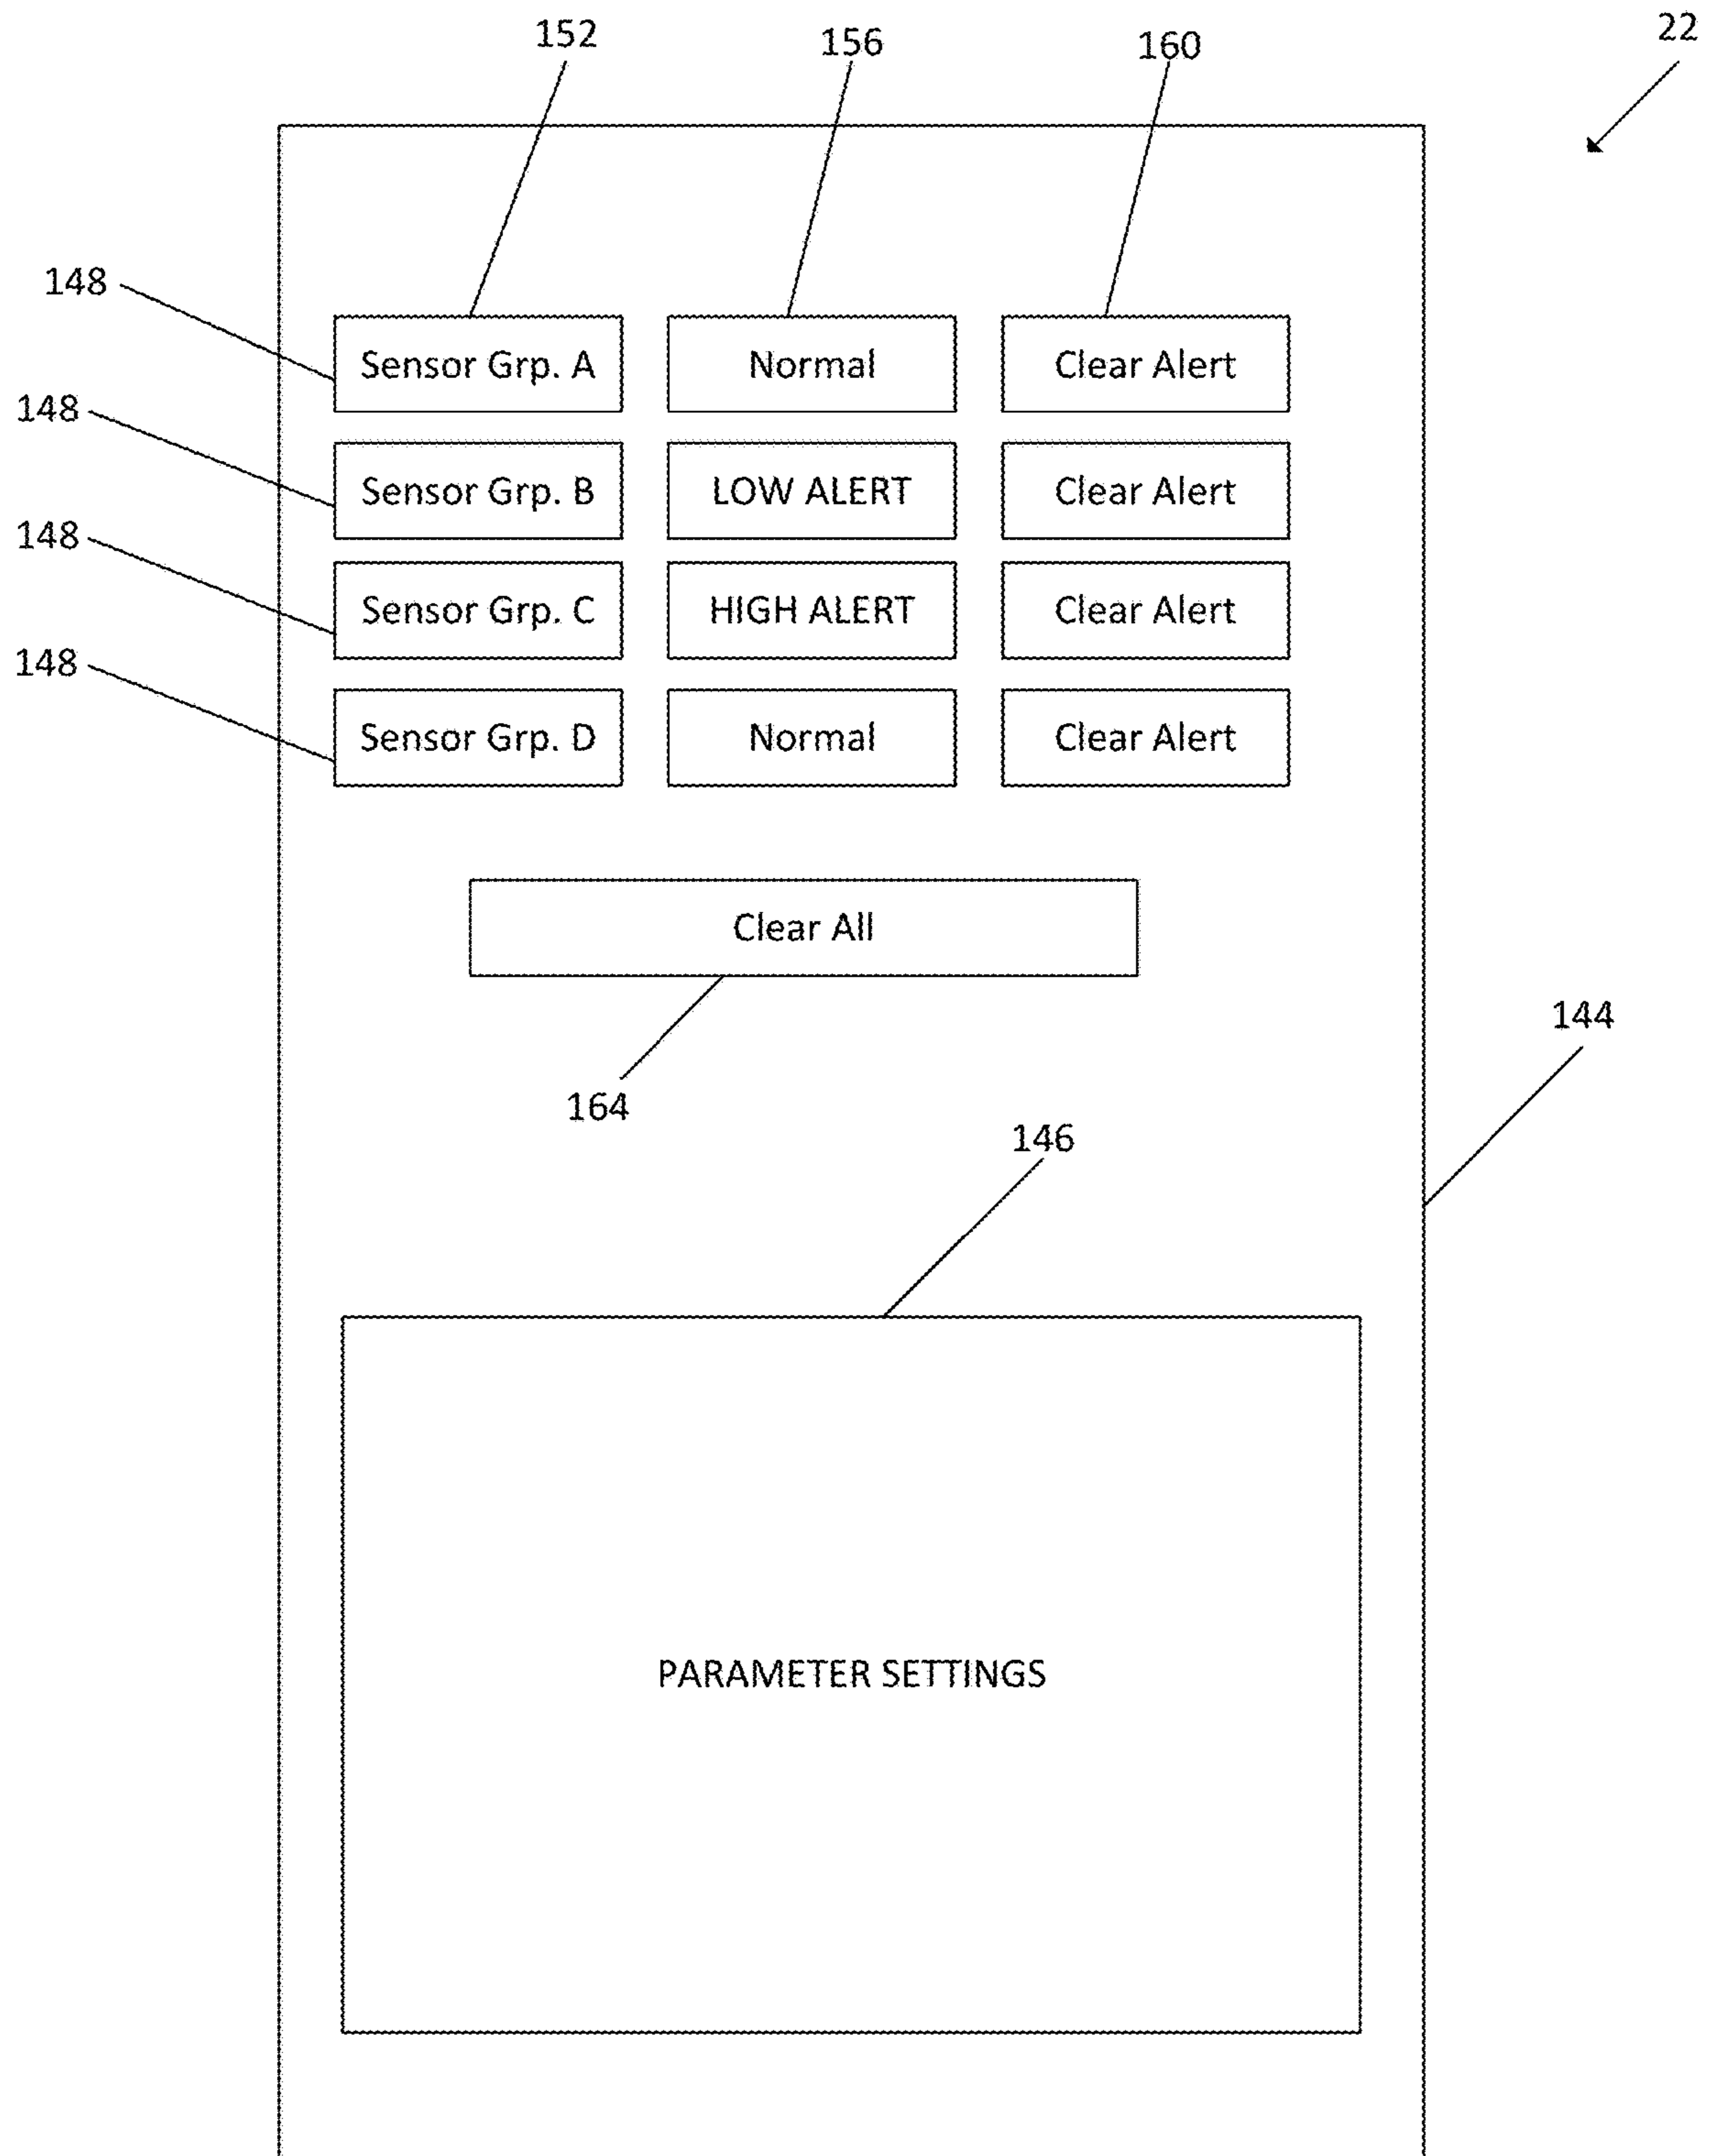 152 156 160 22
148
Sensor Grp. A Normal Clear Alert
148
Sensor Grp. B LOW ALERT Clear Alert
148
Sensor Grp. C HIGH ALERT Clear Alert
148
Sensor Grp. D Normal Clear Alert
Clear All
144
164
146
PARAMETER SETTINGS